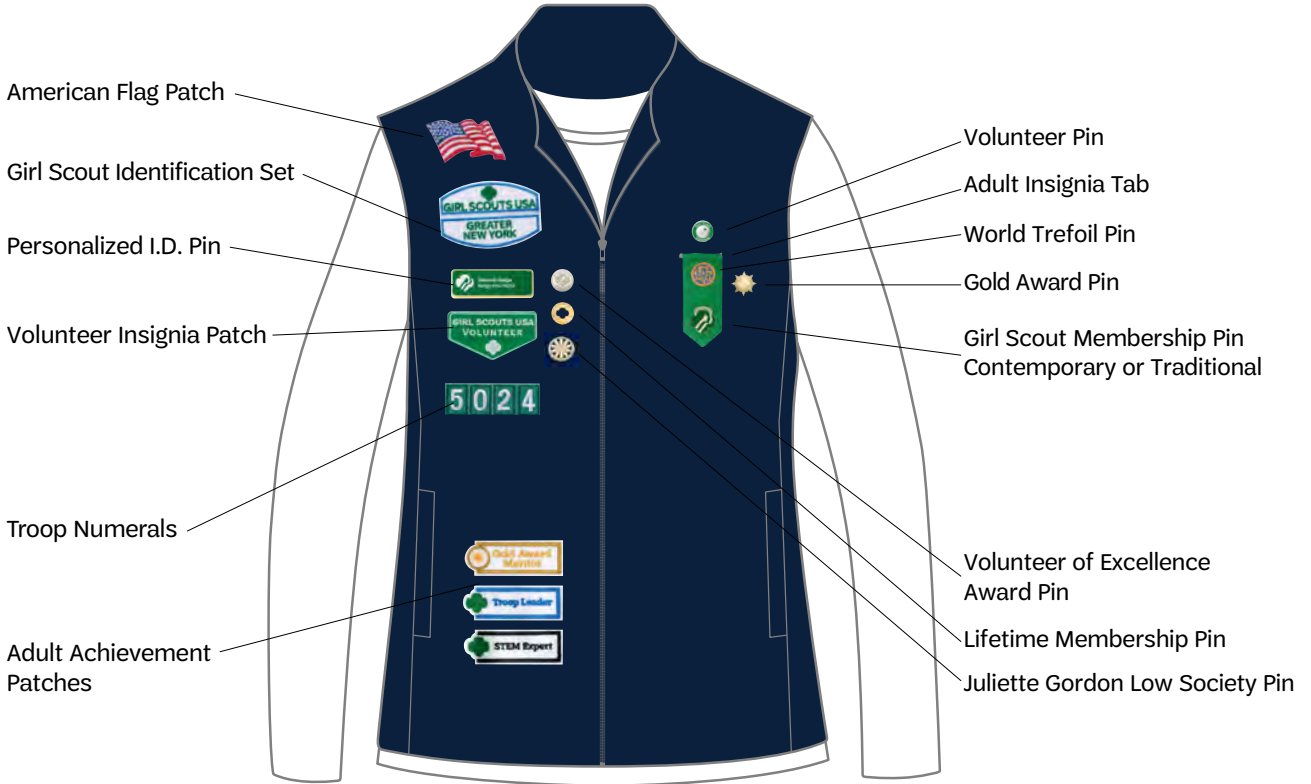 American Flag Patch
Girl Scout Identification Set
Personalized I.D. Pin
Volunteer Insignia Patch
Troop Numerals
Adult Achievement
Patches
GIRL SCOUTS USA
GREATER
NEW YORK
GIRL SCOUTS USA
VOLUNTEER
5024
Gold Award
Mentor
Troop Leader
STEM Expert
Volunteer Pin
Adult Insignia Tab
World Trefoil Pin
Gold Award Pin
Girl Scout Membership Pin
Contemporary or Traditional
Volunteer of Excellence
Award Pin
Lifetime Membership Pin
Juliette Gordon Low Society Pin